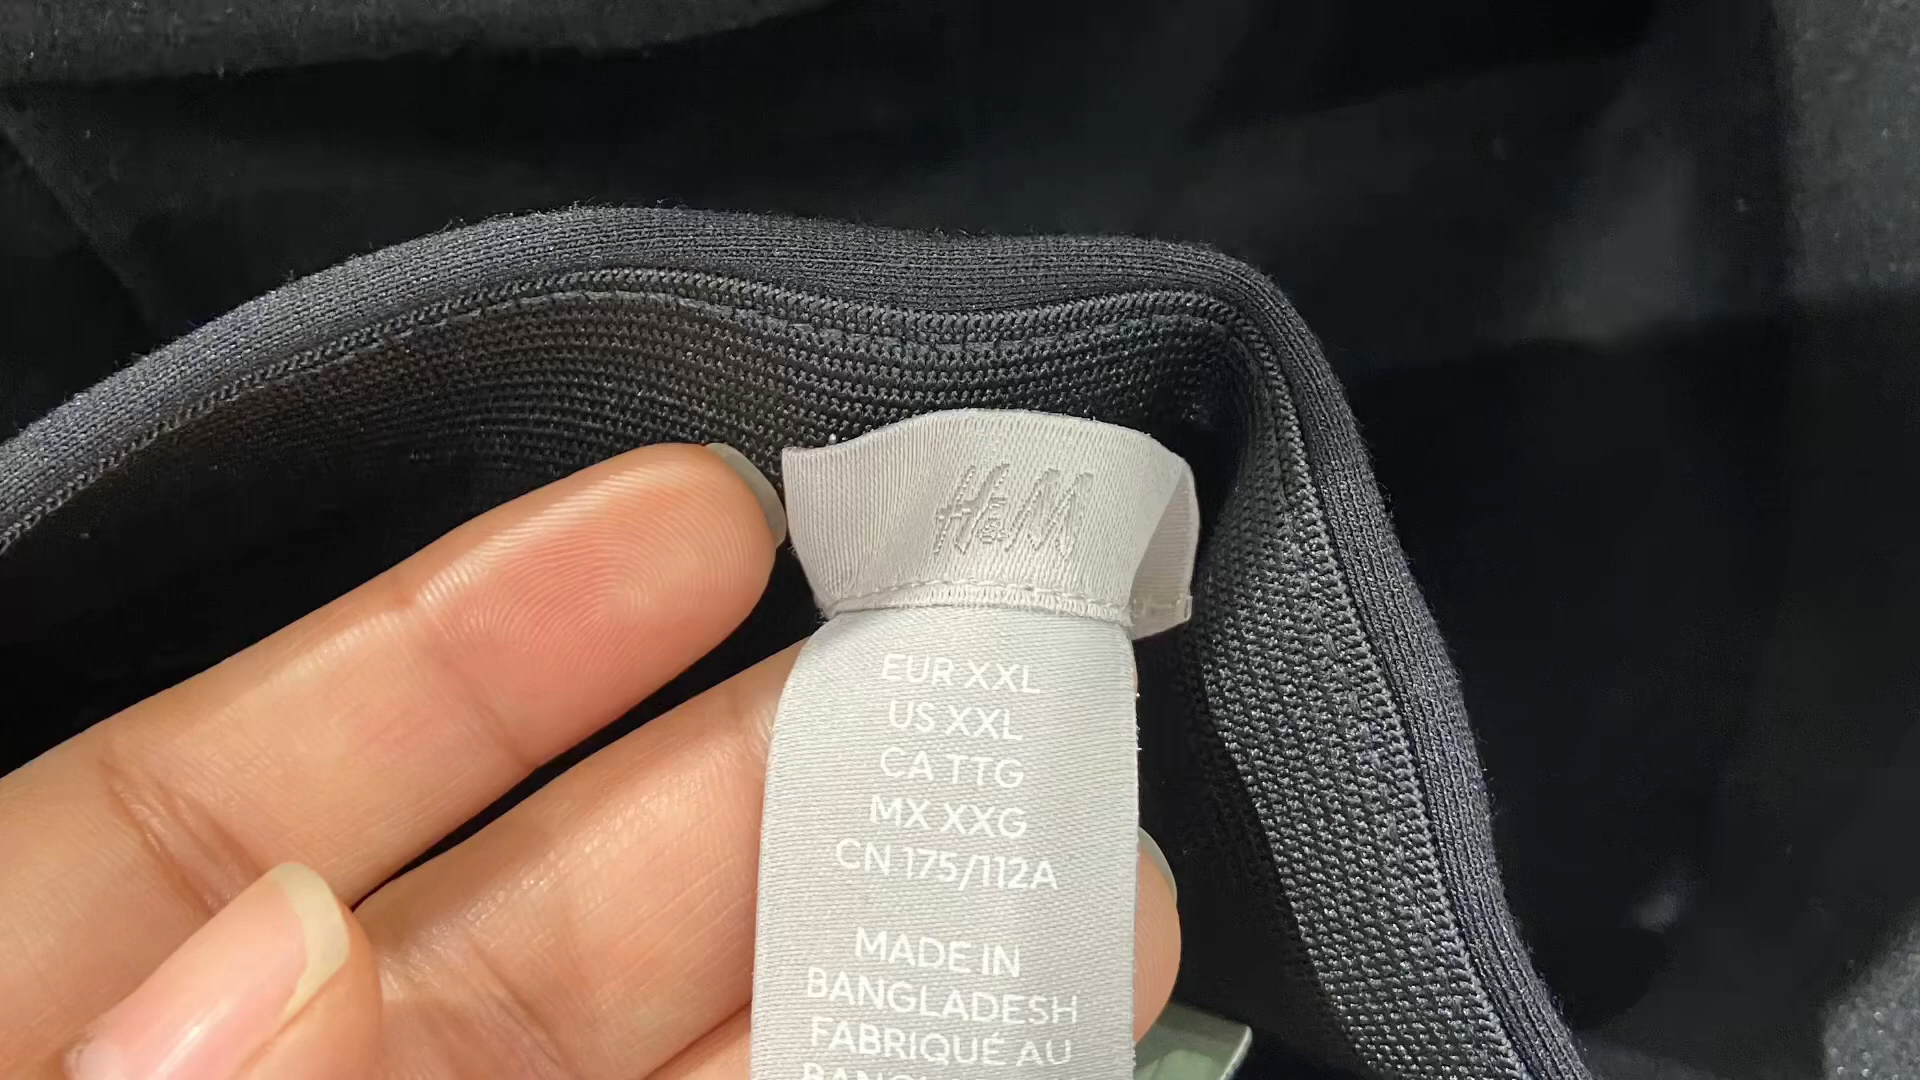 H&M
EUR XXL
US XXL
CA TTG
MX XXG
CN 175/112A
MADE IN
BANGLADESH
FABRIQUÉ AU